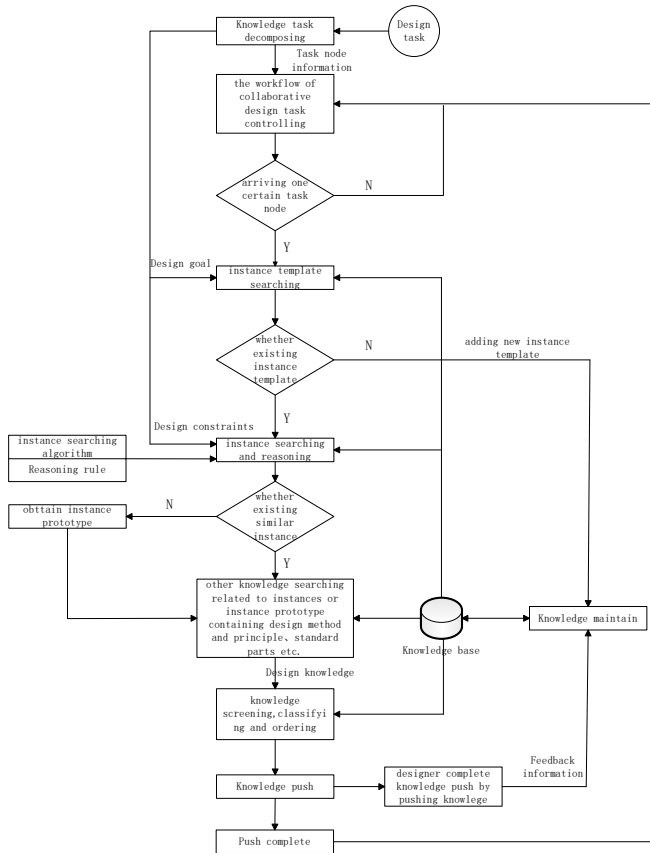 Knowledge task
decomposing
Design
task
Task node
information
the workflow of
collaborative
design task
controlling
arriving one
certain task
node
N
Y
Design goal
instance template
searching
whether
existing
instance
template
N
adding new instance
template
Y
Design constraints
instance searching
algorithm
Reasoning rule
instance searching
and reasoning
whether
existing
similar
instance
N
obttain instance
prototype
Y
other knowledge searching
related to instances or
instance prototype
containing design method
and principle、standard
parts etc.
Knowledge base
Knowledge maintain
Design knowledge
knowledge
screening,classifyi
ng and ordering
Feedback
information
Knowledge push
designer complete
knowledge push by
pushing knowlege
Push complete